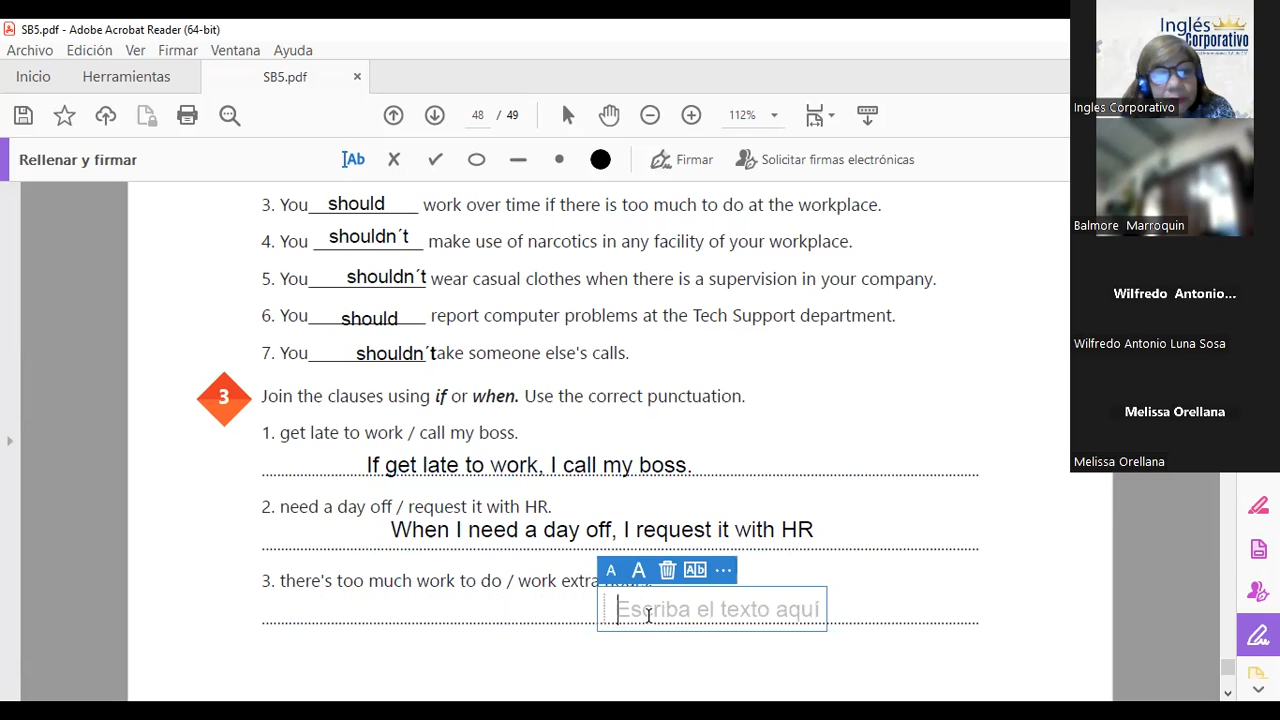 SB5.pdf - Adobe Acrobat Reader (64-bit)
Archivo Edición Ver Firmar Ventana Ayuda
Inicio Herramientas SB5.pdf ×
48 / 49 112%
Rellenar y firmar Ab Firmar Solicitar firmas electrónicas
3. You should work over time if there is too much to do at the workplace.
4. You shouldn´t make use of narcotics in any facility of your workplace.
5. You shouldn´t wear casual clothes when there is a supervision in your company.
6. You should report computer problems at the Tech Support department.
7. You shouldn´t take someone else's calls.
3 Join the clauses using if or when. Use the correct punctuation.
1. get late to work / call my boss.
If get late to work, I call my boss.
2. need a day off / request it with HR.
When I need a day off, I request it with HR
A A Ab ...
3. there's too much work to do / work extra hours.
Escriba el texto aquí
Inglés
Corporativo
Ingles Corporativo
Balmore Marroquin
Wilfredo Antonio...
Wilfredo Antonio Luna Sosa
Melissa Orellana
Melissa Orellana